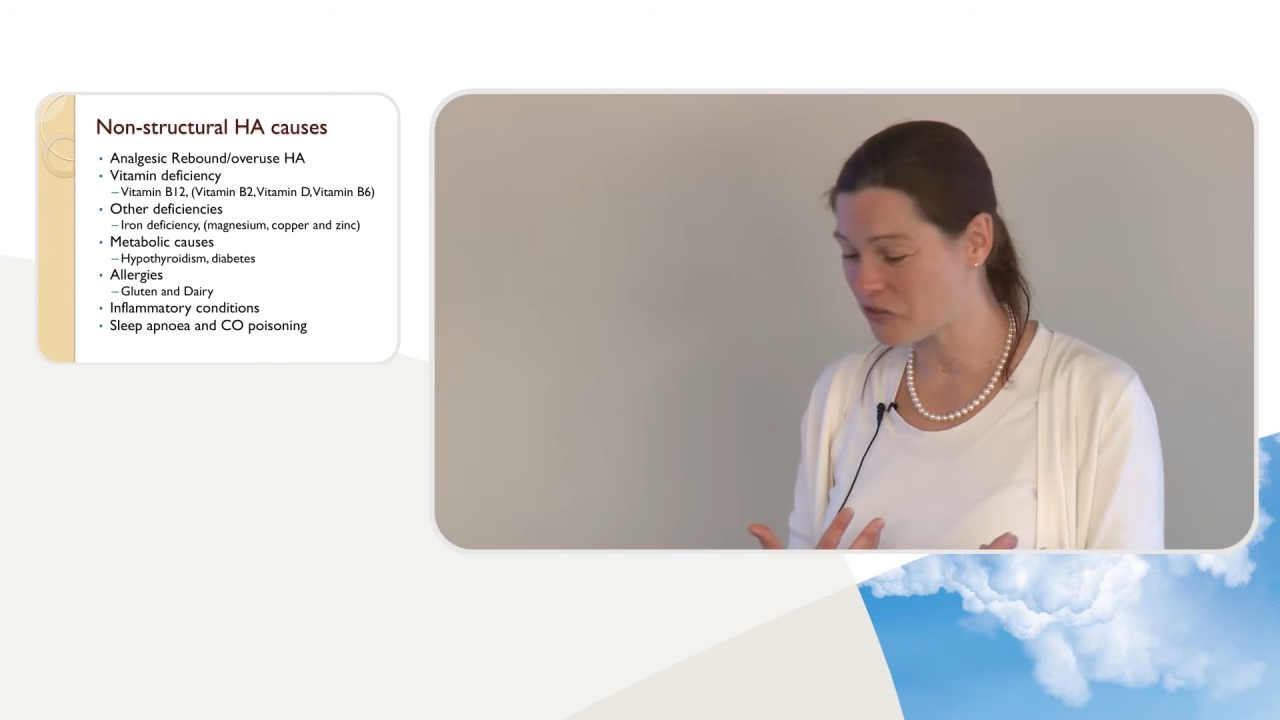 Non-structural HA causes
• Analgesic Rebound/overuse HA
• Vitamin deficiency
–Vitamin B12, (Vitamin B2,Vitamin D,Vitamin B6)
• Other deficiencies
–Iron deficiency, (magnesium, copper and zinc)
• Metabolic causes
–Hypothyroidism, diabetes
• Allergies
–Gluten and Dairy
• Inflammatory conditions
• Sleep apnoea and CO poisoning